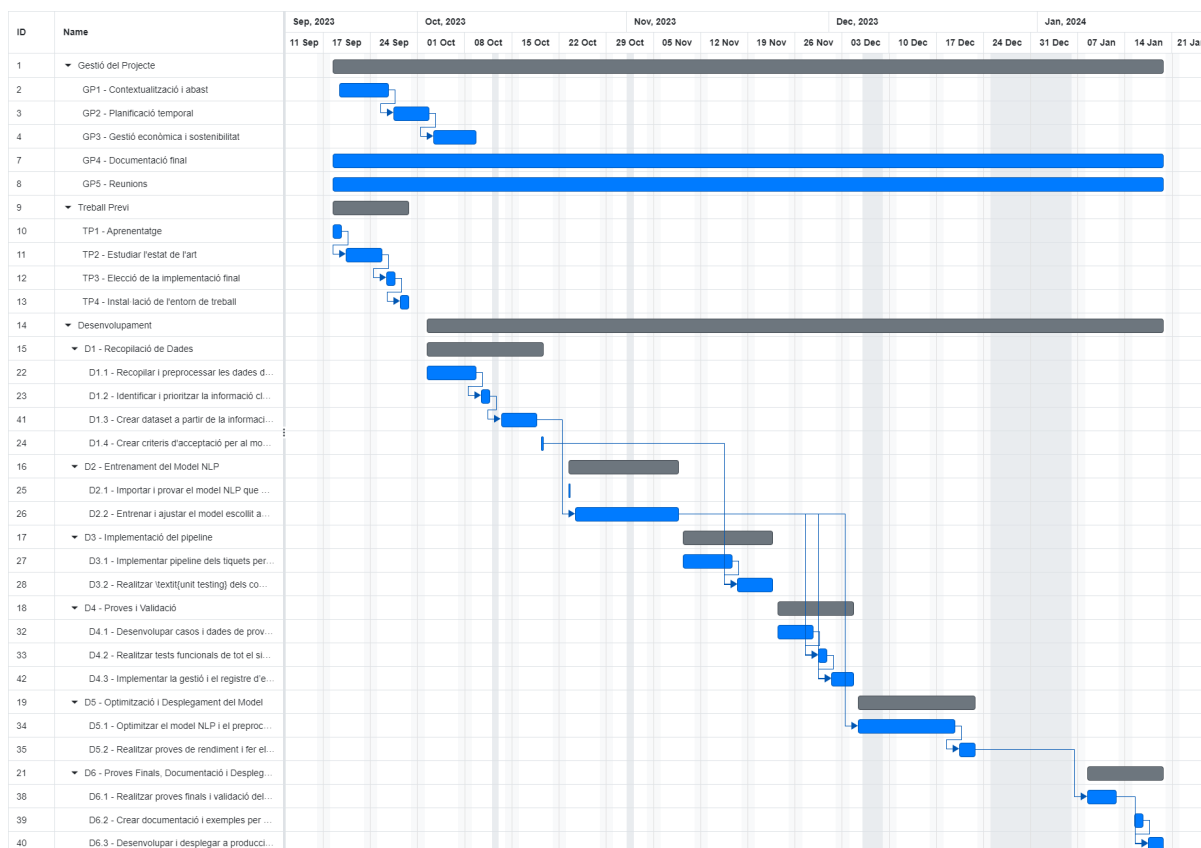 ID Name Sep, 2023 Oct, 2023 Nov, 2023 Dec, 2023 Jan, 2024
11 Sep 17 Sep 24 Sep 01 Oct 08 Oct 15 Oct 22 Oct 29 Oct 05 Nov 12 Nov 19 Nov 26 Nov 03 Dec 10 Dec 17 Dec 24 Dec 31 Dec 07 Jan 14 Jan 21 Jan
1 Gestió del Projecte
2 GP1 - Contextualització i abast
3 GP2 - Planificació temporal
4 GP3 - Gestió econòmica i sostenibilitat
7 GP4 - Documentació final
8 GP5 - Reunions
9 Treball Previ
10 TP1 - Aprenentatge
11 TP2 - Estudiar l'estat de l'art
12 TP3 - Elecció de la implementació final
13 TP4 - Instal·lació de l'entorn de treball
14 Desenvolupament
15 D1 - Recopilació de Dades
22 D1.1 - Recopilar i preprocessar les dades d...
23 D1.2 - Identificar i prioritzar la informació cl...
41 D1.3 - Crear dataset a partir de la informaci...
24 D1.4 - Crear criteris d'acceptació per al mo...
16 D2 - Entrenament del Model NLP
25 D2.1 - Importar i provar el model NLP que ...
26 D2.2 - Entrenar i ajustar el model escollit a...
17 D3 - Implementació del pipeline
27 D3.1 - Implementar pipeline dels tiquets per...
28 D3.2 - Realitzar \textit{unit testing} dels co...
18 D4 - Proves i Validació
32 D4.1 - Desenvolupar casos i dades de prov...
33 D4.2 - Realitzar tests funcionals de tot el si...
42 D4.3 - Implementar la gestió i el registre d'e...
19 D5 - Optimització i Desplegament del Model
34 D5.1 - Optimitzar el model NLP i el preproc...
35 D5.2 - Realitzar proves de rendiment i fer el...
21 D6 - Proves Finals, Documentació i Despleg...
38 D6.1 - Realitzar proves finals i validació del...
39 D6.2 - Crear documentació i exemples per ...
40 D6.3 - Desenvolupar i desplegar a producci...